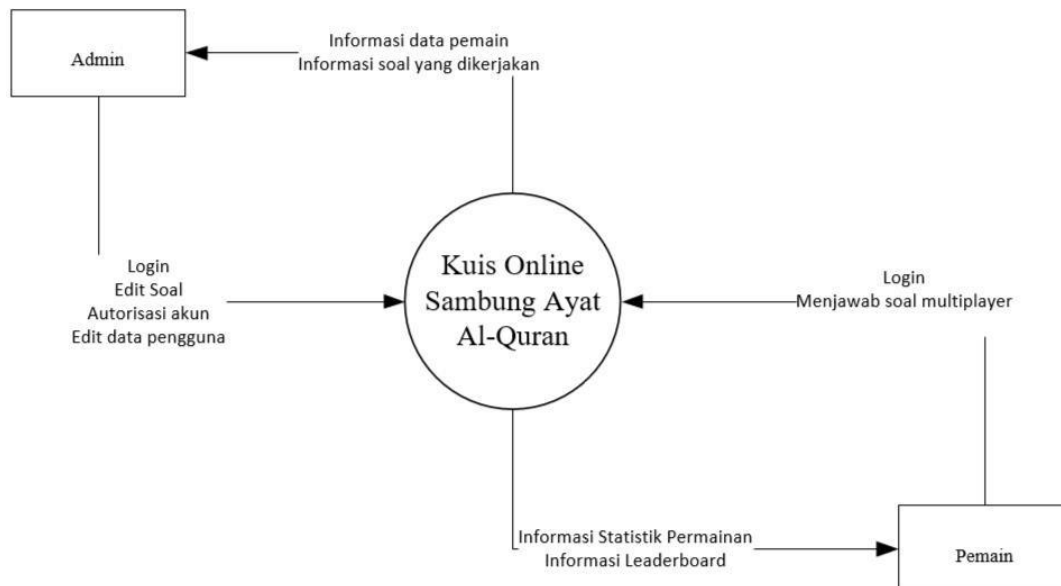 Admin
Informasi data pemain
Informasi soal yang dikerjakan
Kuis Online
Sambung Ayat
Al-Quran
Login
Edit Soal
Autorisasi akun
Edit data pengguna
Login
Menjawab soal multiplayer
Informasi Statistik Permainan
Informasi Leaderboard
Pemain